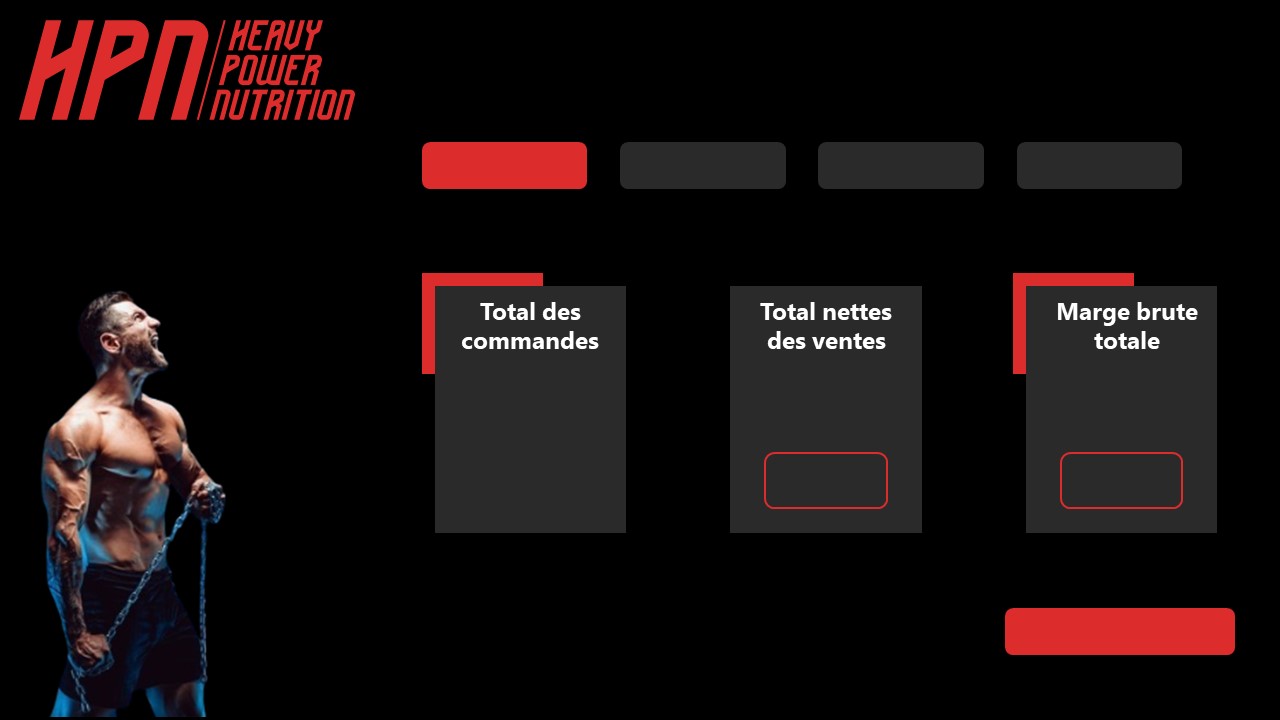 HPN
HEAVY
POWER
NUTRITION
Total des
commandes
Total nettes
des ventes
Marge brute
totale